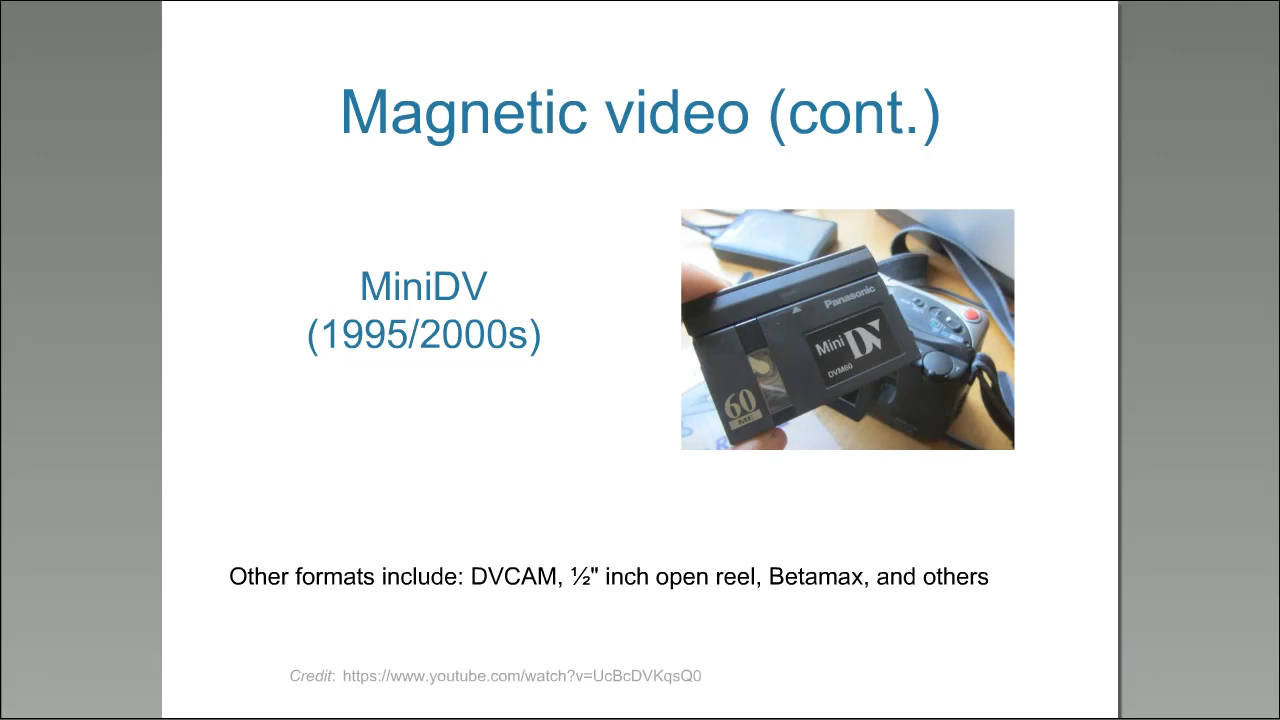 Magnetic video (cont.)
MiniDV
(1995/2000s)
Panasonic
Mini DV
DVM60
60
ME
Other formats include: DVCAM, ½" inch open reel, Betamax, and others
Credit: https://www.youtube.com/watch?v=UcBcDVKqsQ0